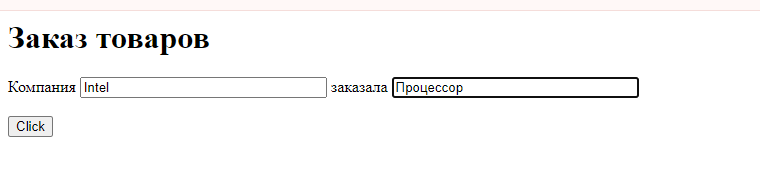 Заказ товаров
Компания Intel заказала Процессор
Click